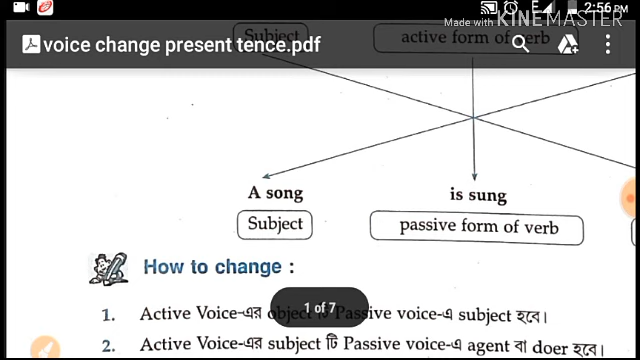 2:56 PM
Made with KINEMASTER
voice change present tence.pdf
Subject active form of verb
A song is sung
Subject passive form of verb
How to change :
1 of 7
1. Active Voice-এর object টি Passive voice-এ subject হবে।
2. Active Voice-এর subject টি Passive voice-এ agent বা doer হবে।